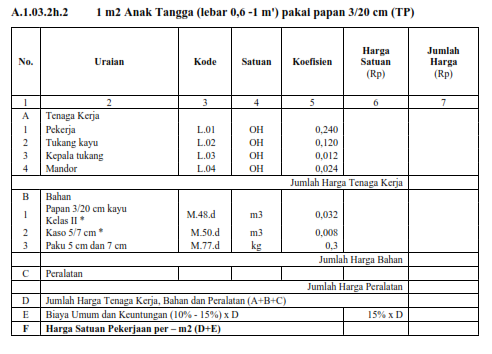 A.1.03.2h.2 1 m2 Anak Tangga (lebar 0,6 -1 m') pakai papan 3/20 cm (TP)
No. Uraian Kode Satuan Koefisien Harga Satuan (Rp) Jumlah Harga (Rp)
1 2 3 4 5 6 7
A Tenaga Kerja
1 Pekerja L.01 OH 0,240
2 Tukang kayu L.02 OH 0,120
3 Kepala tukang L.03 OH 0,012
4 Mandor L.04 OH 0,024
Jumlah Harga Tenaga Kerja
B Bahan
1 Papan 3/20 cm kayu Kelas II * M.48.d m3 0,032
2 Kaso 5/7 cm * M.50.d m3 0,008
3 Paku 5 cm dan 7 cm M.77.d kg 0,3
Jumlah Harga Bahan
C Peralatan
Jumlah Harga Peralatan
D Jumlah Harga Tenaga Kerja, Bahan dan Peralatan (A+B+C)
E Biaya Umum dan Keuntungan (10% - 15%) x D 15% x D
F Harga Satuan Pekerjaan per – m2 (D+E)